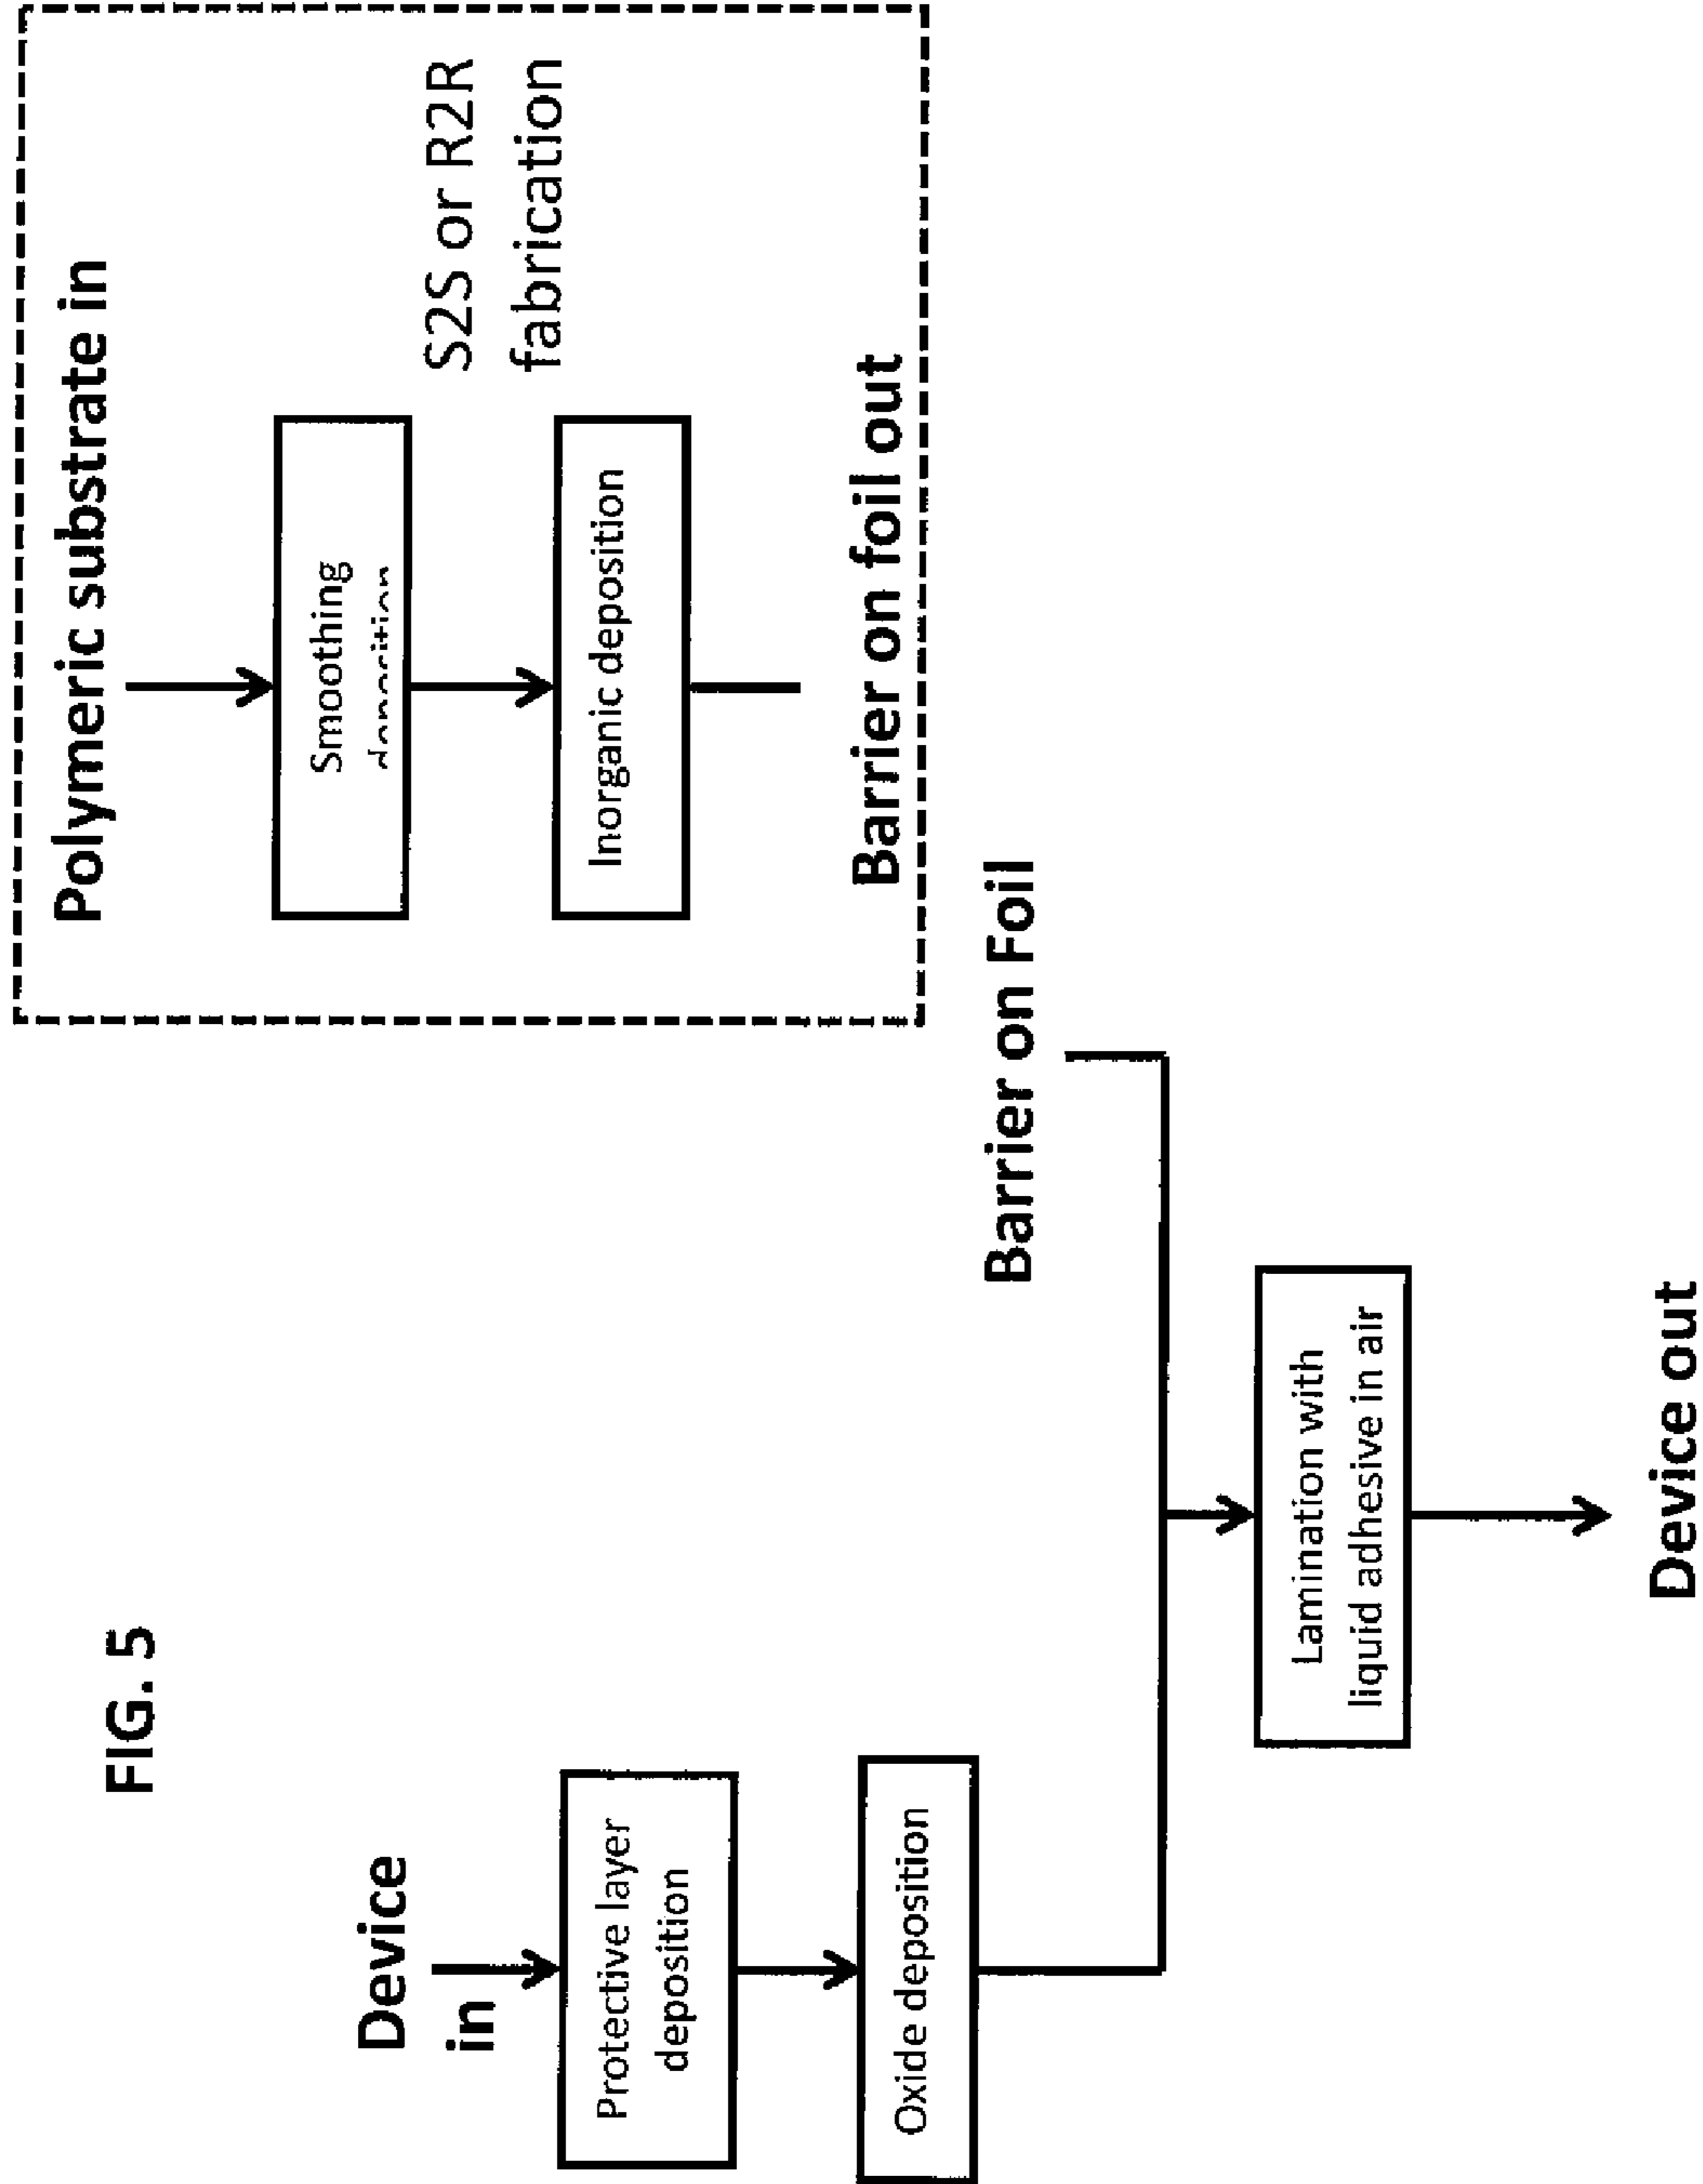 FIG. 5
Device
in
Protective layer
deposition
Oxide deposition
Barrier on Foil
Lamination with
liquid adhesive in air
Device out
Polymeric substrate in
Smoothing
Inorganic deposition
S2S or R2R
fabrication
Barrier on foil out